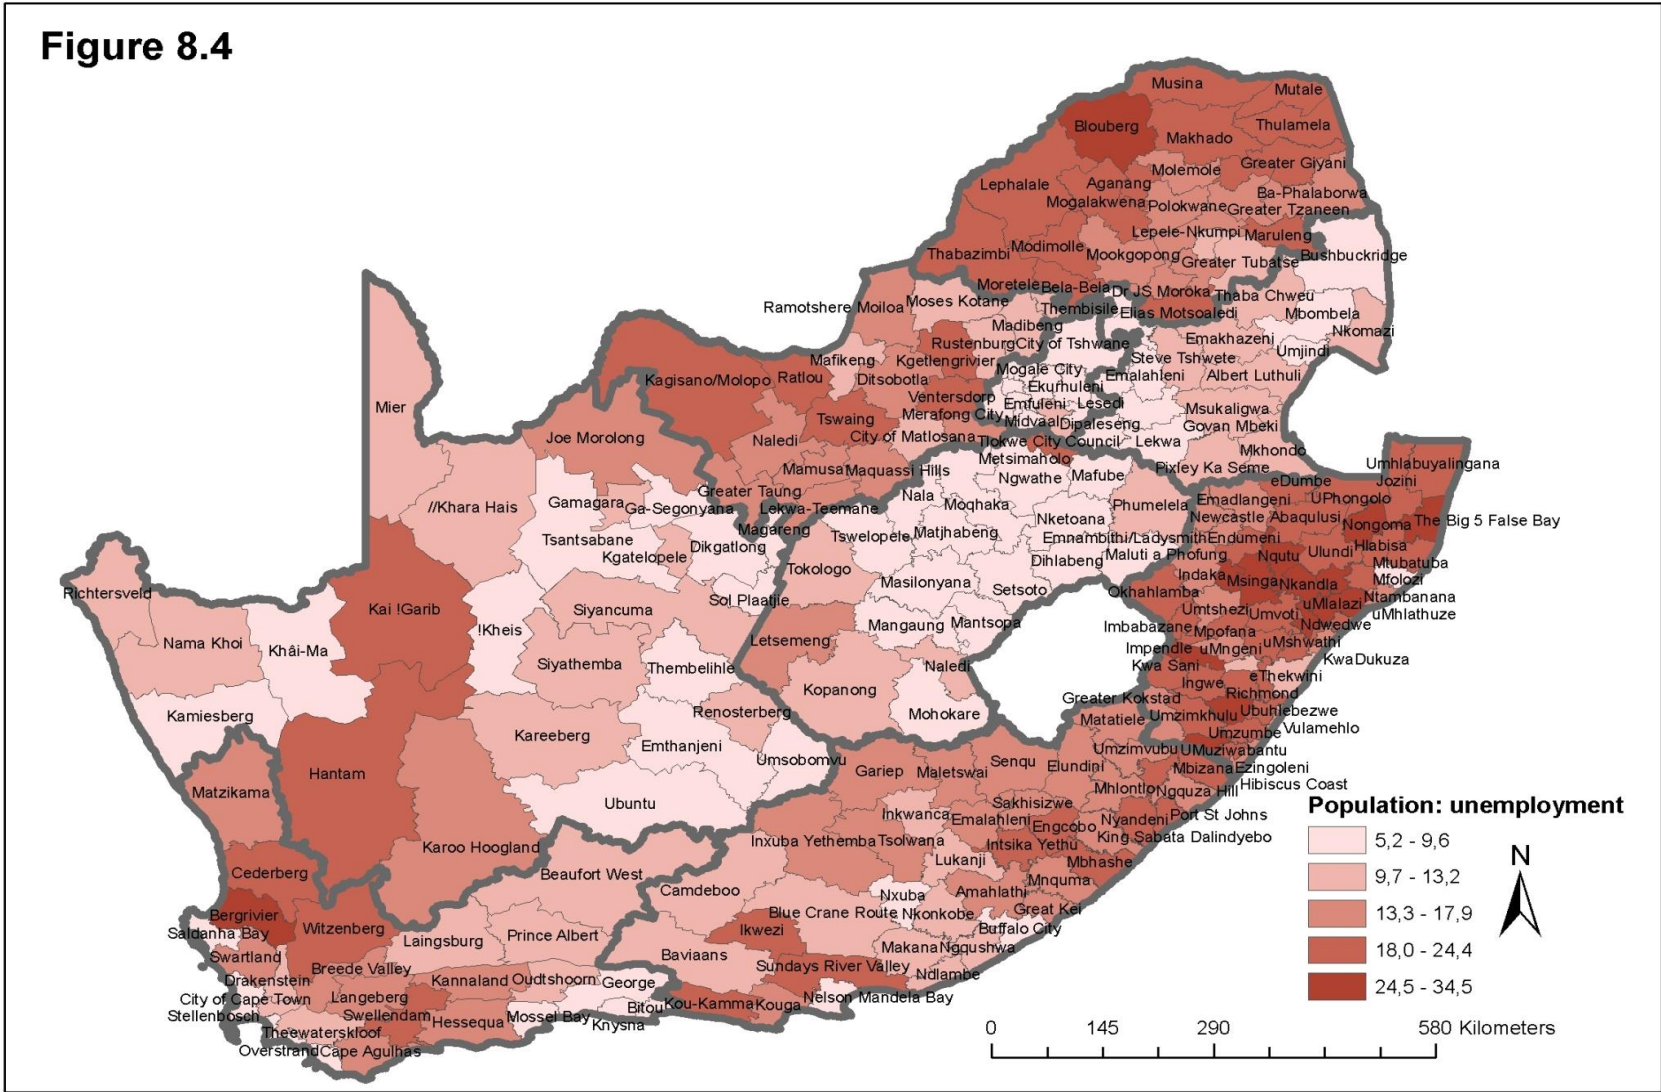 Figure 8.4
Musina
Mutale
Blouberg
Thulamela
Makhado
Greater Giyani
Molemole
Lephalale
Aganang
Ba-Phalaborwa
Mogalakwena
Polokwane
Greater Tzaneen
Lepele-Nkumpi
Maruleng
Modimolle
Thabazimbi
Mookgopong
Bushbuckridge
Greater Tubatse
Moretele
Bela-Bela
Dr JS Moroka
Thaba Chweu
Ramotshere Moiloa
Moses Kotane
Thembisile
Elias Motsoaledi
Mbombela
Madibeng
Nkomazi
Rustenburg
City of Tshwane
Emakhazeni
Mafikeng
Kgetlengrivier
Steve Tshwete
Umjindi
Mogale City
Kagisano/Molopo
Ratlou
Ditsobotla
Emalahleni
Albert Luthuli
Ekurhuleni
Ventersdorp
Emfuleni
Lesedi
Mier
Merafong City
Msukaligwa
Tswaing
Midvaal
Dipaleseng
Govan Mbeki
Joe Morolong
Naledi
City of Matlosana
Tlokwe City Council
Lekwa
Mkhondo
Metsimaholo
Mamusa
Maquassi Hills
Pixley Ka Seme
Umhlabuyalingana
Ngwathe
Mafube
eDumbe
Jozini
Greater Taung
Nala
Emadlangeni
UPhongolo
//Khara Hais
Gamagara
Ga-Segonyana
Lekwa-Teemane
Moqhaka
Phumelela
Newcastle
Abaqulusi
Nongoma
The Big 5 False Bay
Magareng
Nketoana
Tsantsabane
Tswelopele
Matjhabeng
Emnambithi/Ladysmith
Endumeni
Dikgatlong
Hlabisa
Kgatelopele
Maluti a Phofung
Nqutu
Ulundi
Dihlabeng
Mtubatuba
Tokologo
Indaka
Msinga
Nkandla
Mfolozi
Masilonyana
Setsoto
Okhahlamba
Ntambanana
Richtersveld
Sol Plaatjie
uMlalazi
Kai !Garib
Siyancuma
Umtshezi
Umvoti
uMhlathuze
!Kheis
Mangaung
Mantsopa
Imbabazane
Mpofana
Ndwedwe
Nama Khoi
Letsemeng
uMshwathi
Khâi-Ma
Impendle
uMngeni
KwaDukuza
Siyathemba
Thembelihle
Naledi
Kwa Sani
eThekwini
Kopanong
Ingwe
Richmond
Greater Kokstad
Kamiesberg
Renosterberg
Mohokare
Matatiele
Umzimkhulu
Ubuhlebezwe
Kareeberg
Vulamehlo
Emthanjeni
Umzumbe
Umsobomvu
Umzimvubu
UMuziwabantu
Hantam
Gariep
Maletswai
Senqu
Elundini
Mbizana
Ezingoleni
Matzikama
Mhlontlo
Ngquza Hill
Hibiscus Coast
Ubuntu
Sakhisizwe
Inkwanca
Emalahleni
Nyandeni
Port St Johns
Engcobo
Karoo Hoogland
Inxuba Yethemba
Tsolwana
Intsika Yethu
King Sabata Dalindyebo
Lukanji
Mbhashe
Cederberg
Beaufort West
Camdeboo
Mnquma
Nxuba
Amahlathi
Bergrivier
Blue Crane Route
Nkonkobe
Great Kei
Witzenberg
Ikwezi
Buffalo City
Saldanha Bay
Laingsburg
Prince Albert
Swartland
Baviaans
Makana
Ngqushwa
Breede Valley
Sundays River Valley
Ndlambe
Drakenstein
Kannaland
Oudtshoorn
George
City of Cape Town
Langeberg
Kou-Kamma
Kouga
Nelson Mandela Bay
Stellenbosch
Swellendam
Hessequa
Mossel Bay
Bitou
Knysna
Theewaterskloof
Overstrand
Cape Agulhas
Population: unemployment
5,2 - 9,6
9,7 - 13,2
13,3 - 17,9
18,0 - 24,4
24,5 - 34,5
N
0 145 290 580 Kilometers